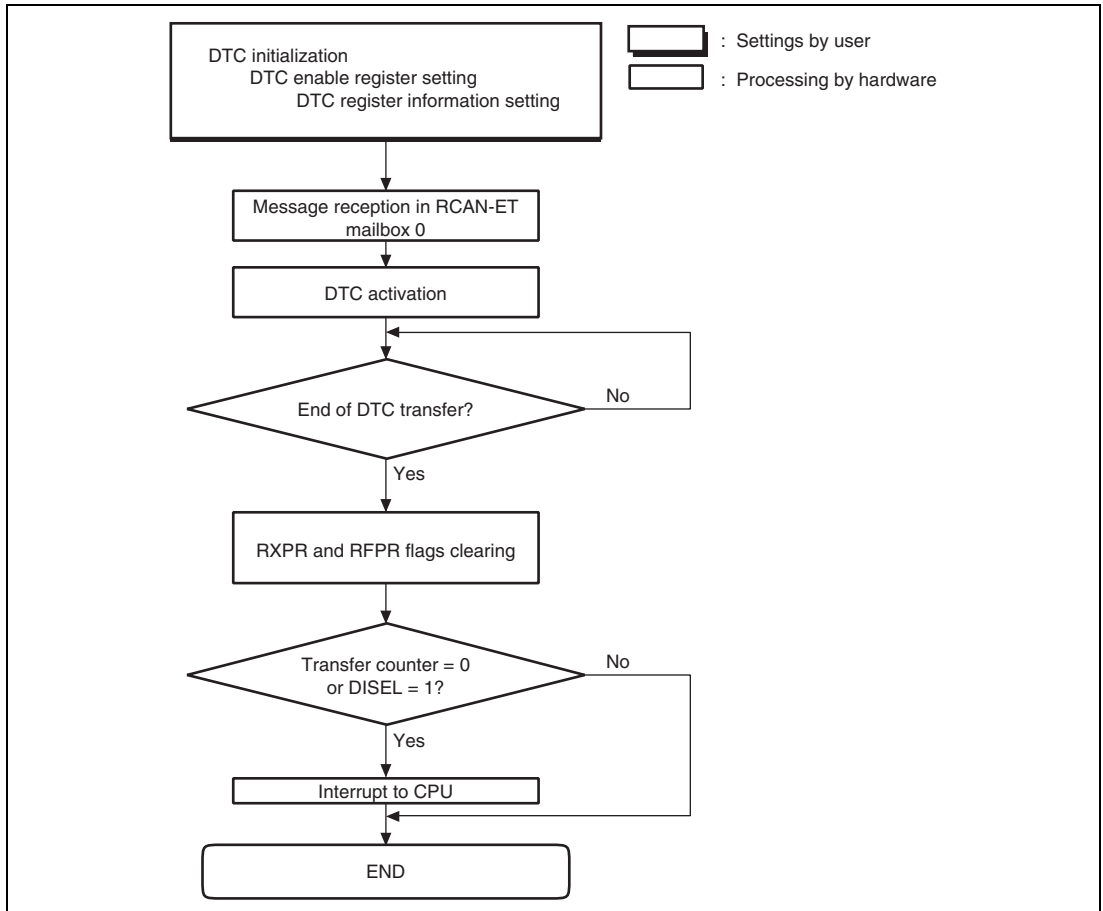 DTC initialization
DTC enable register setting
DTC register information setting
: Settings by user
: Processing by hardware
Message reception in RCAN-ET
mailbox 0
DTC activation
End of DTC transfer?
No
Yes
RXPR and RFPR flags clearing
Transfer counter = 0
or DISEL = 1?
No
Yes
Interrupt to CPU
END